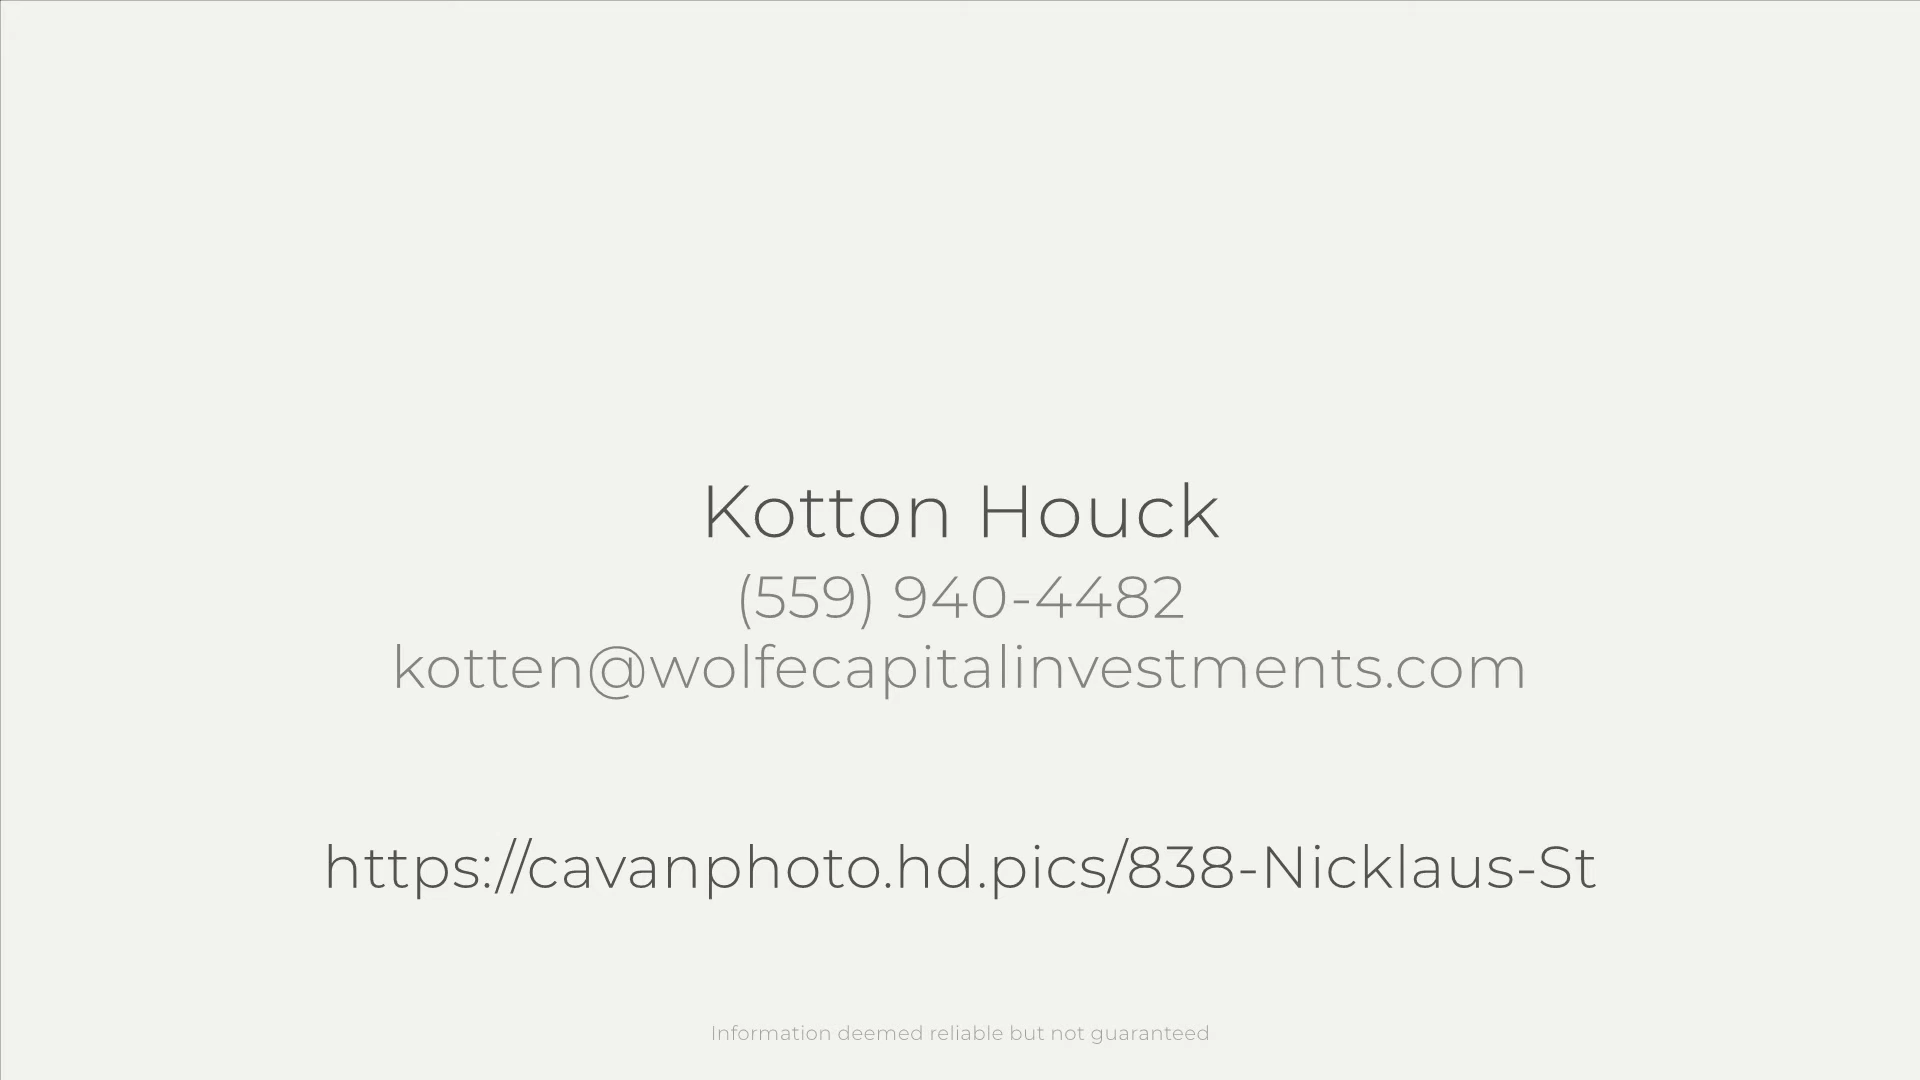 Kotton Houck
(559) 940-4482
kotten@wolfecapitalinvestments.com
https://cavanphoto.hd.pics/838-Nicklaus-St
Information deemed reliable but not guaranteed